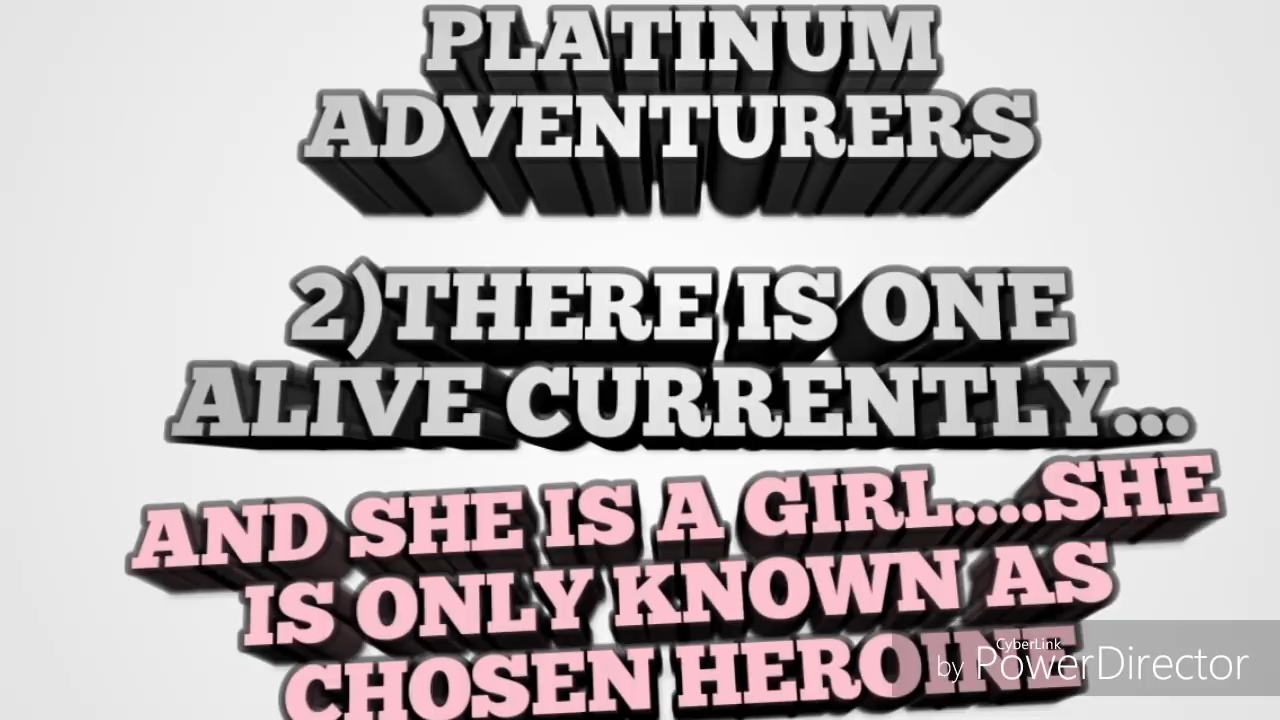 PLATINUM
ADVENTURERS
2)THERE IS ONE
ALIVE CURRENTLY...
AND SHE IS A GIRL....SHE
IS ONLY KNOWN AS
CHOSEN HEROINE
CyberLink
by PowerDirector